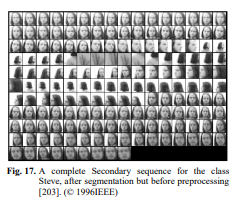 Fig. 17. A complete Secondary sequence for the class
Steve, after segmentation but before preprocessing
[203]. (© 1996IEEE)